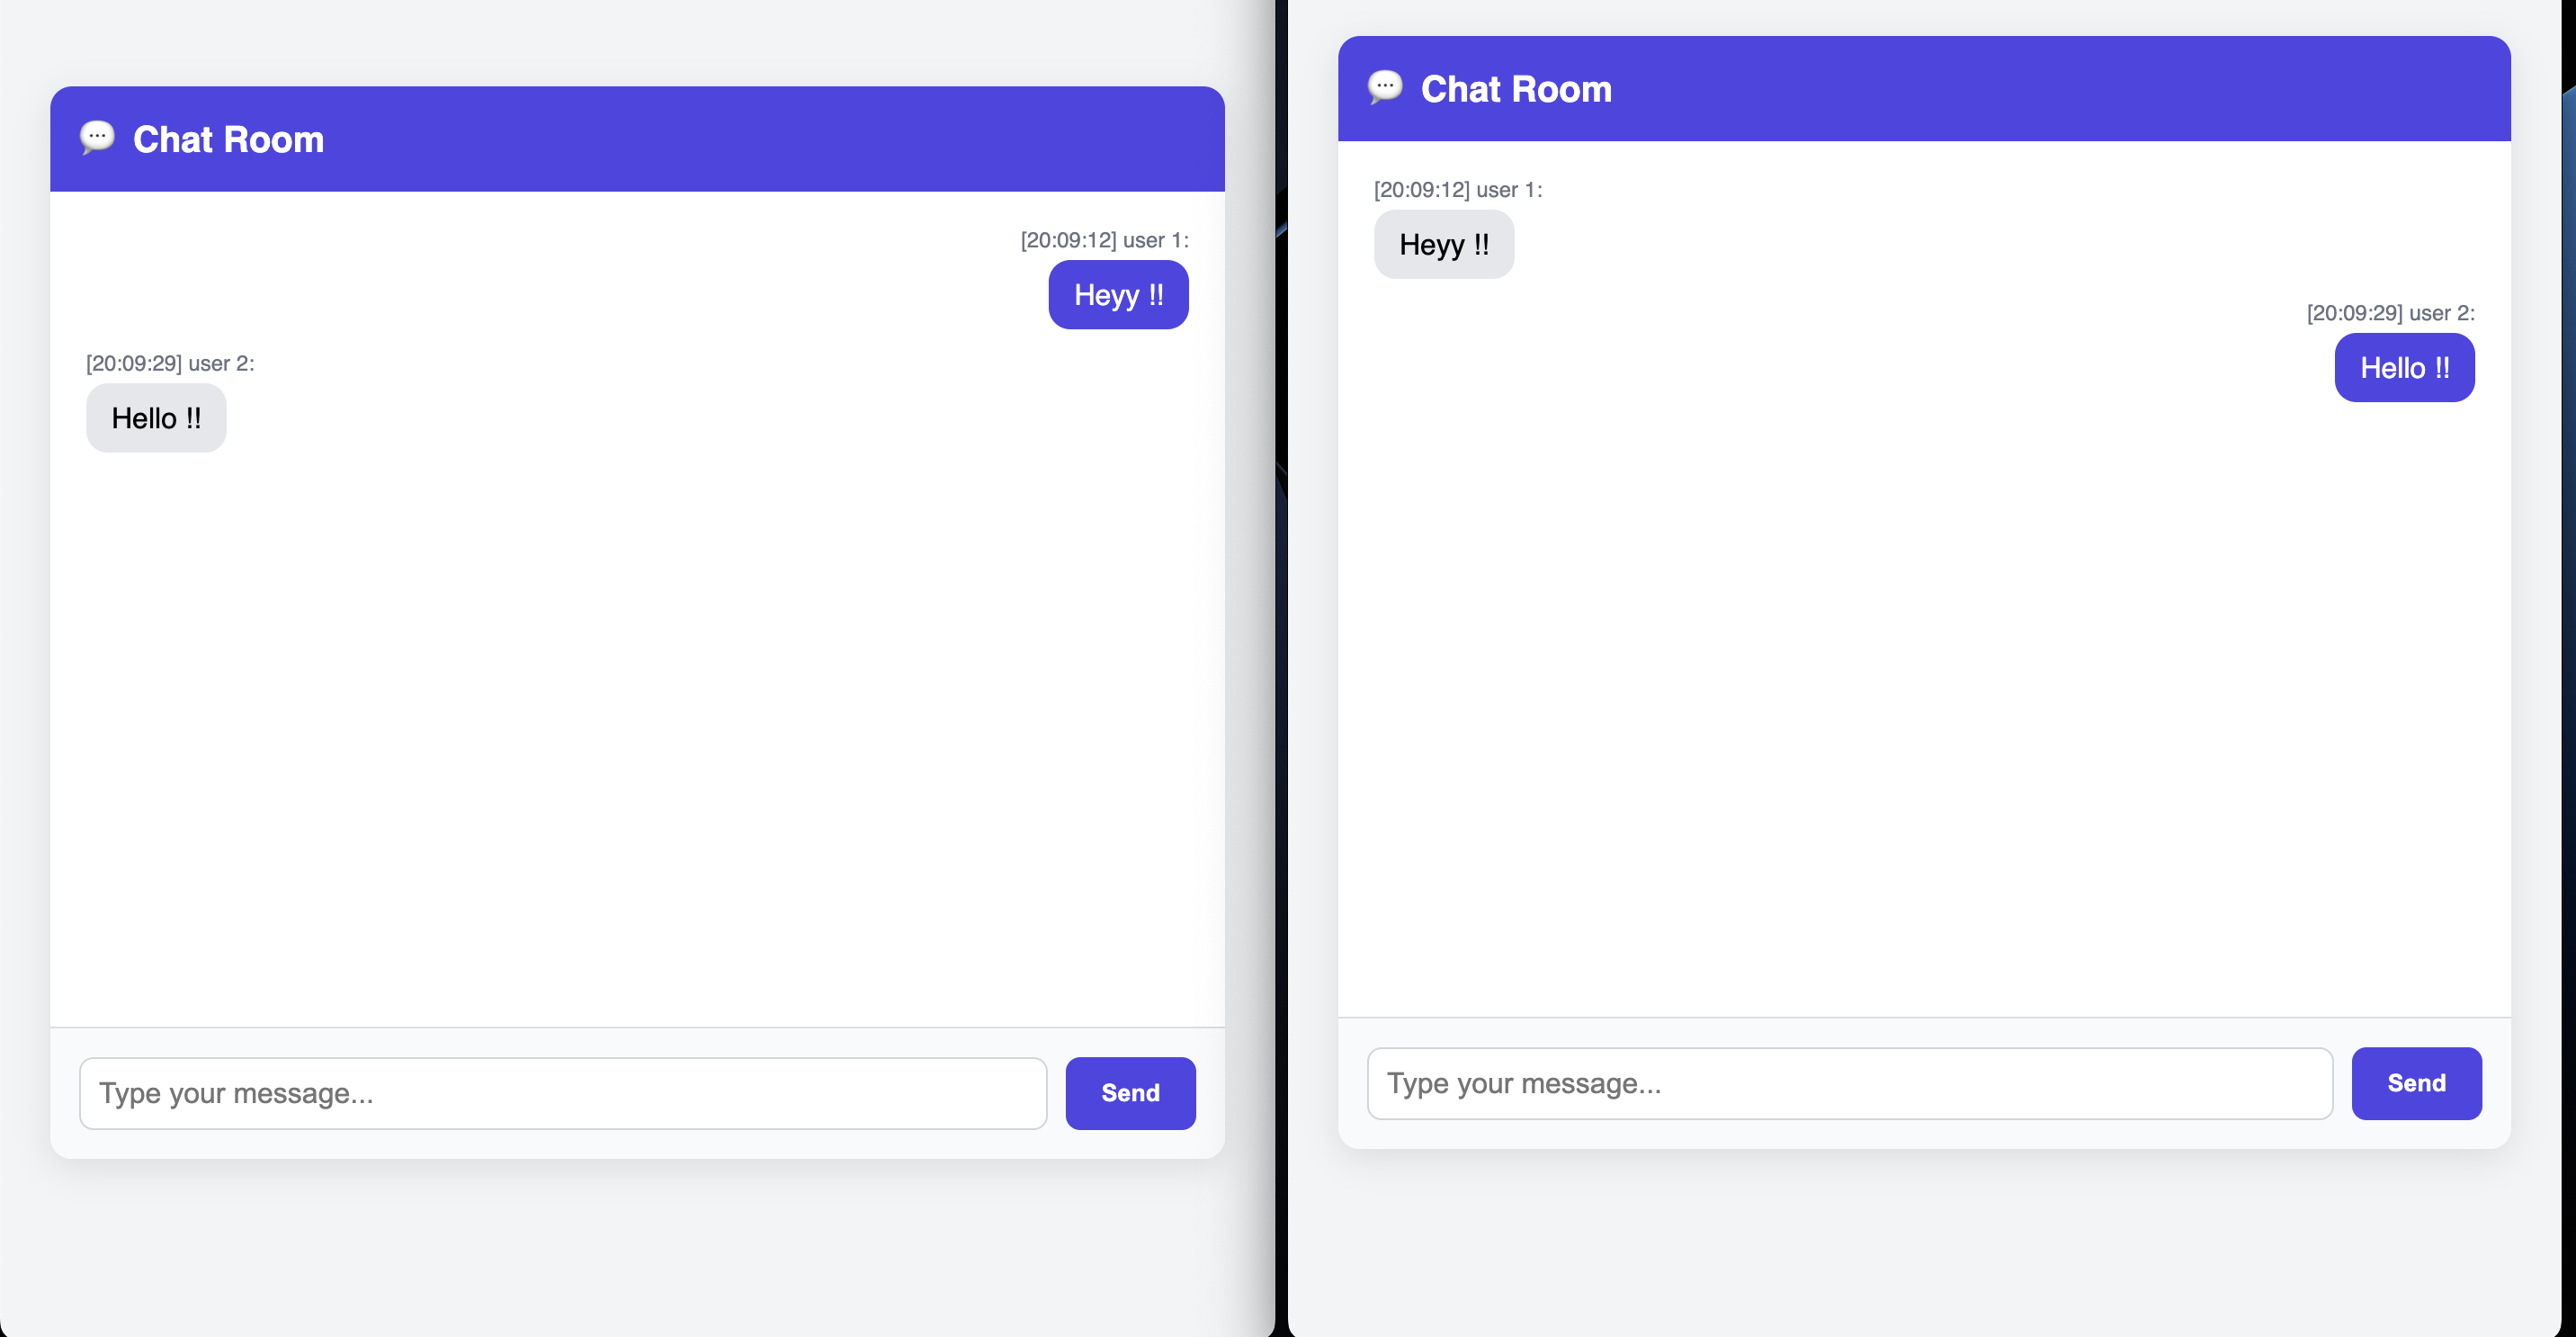 💬 Chat Room
[20:09:12] user 1:
Heyy !!
[20:09:29] user 2:
Hello !!
Type your message...
Send
💬 Chat Room
[20:09:12] user 1:
Heyy !!
[20:09:29] user 2:
Hello !!
Type your message...
Send